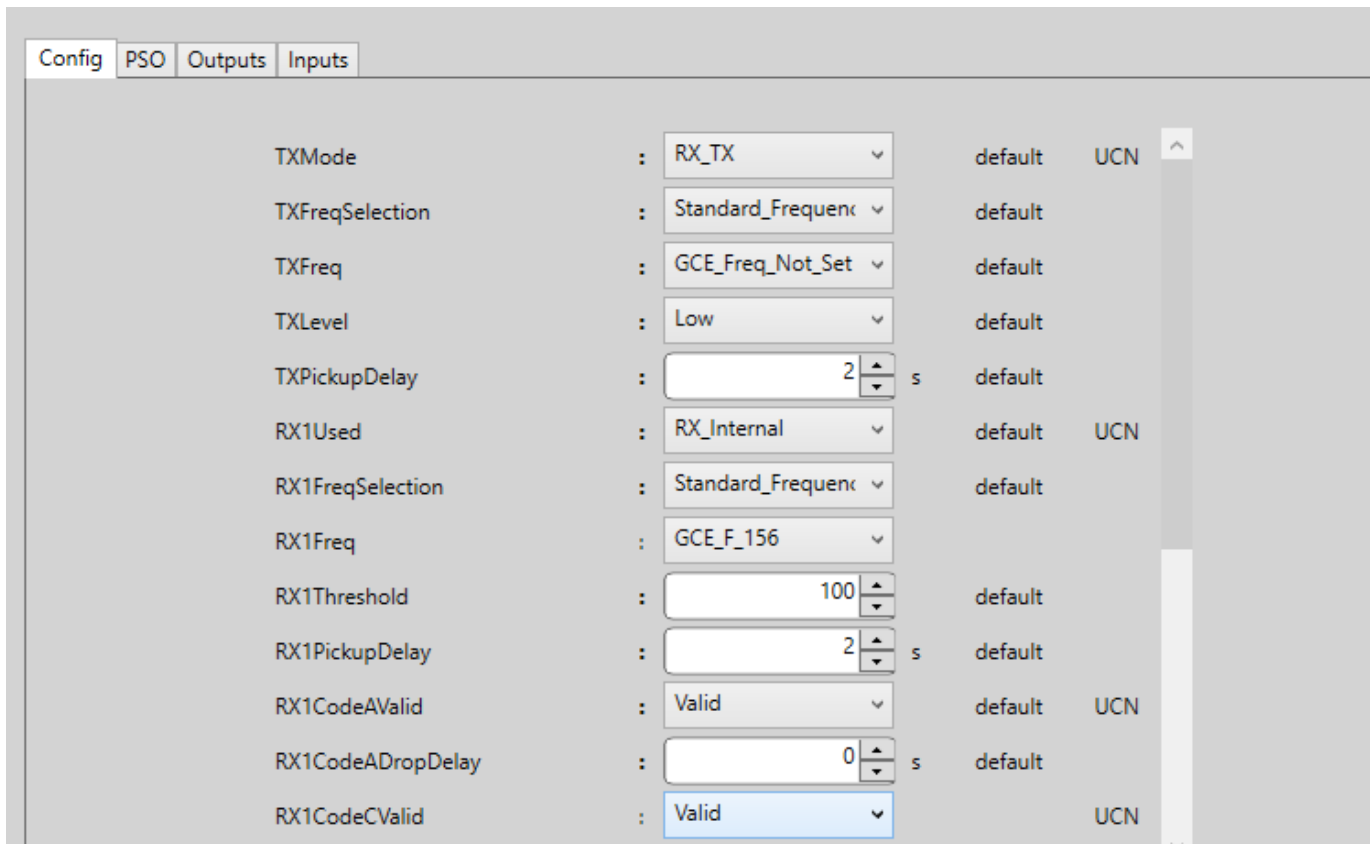 Config PSO Outputs Inputs
TXMode : RX_TX default UCN
TXFreqSelection : Standard_Frequenc default
TXFreq : GCE_Freq_Not_Set default
TXLevel : Low default
TXPickupDelay : 2 s default
RX1Used : RX_Internal default UCN
RX1FreqSelection : Standard_Frequenc default
RX1Freq : GCE_F_156
RX1Threshold : 100 default
RX1PickupDelay : 2 s default
RX1CodeAValid : Valid default UCN
RX1CodeADropDelay : 0 s default
RX1CodeCValid : Valid UCN